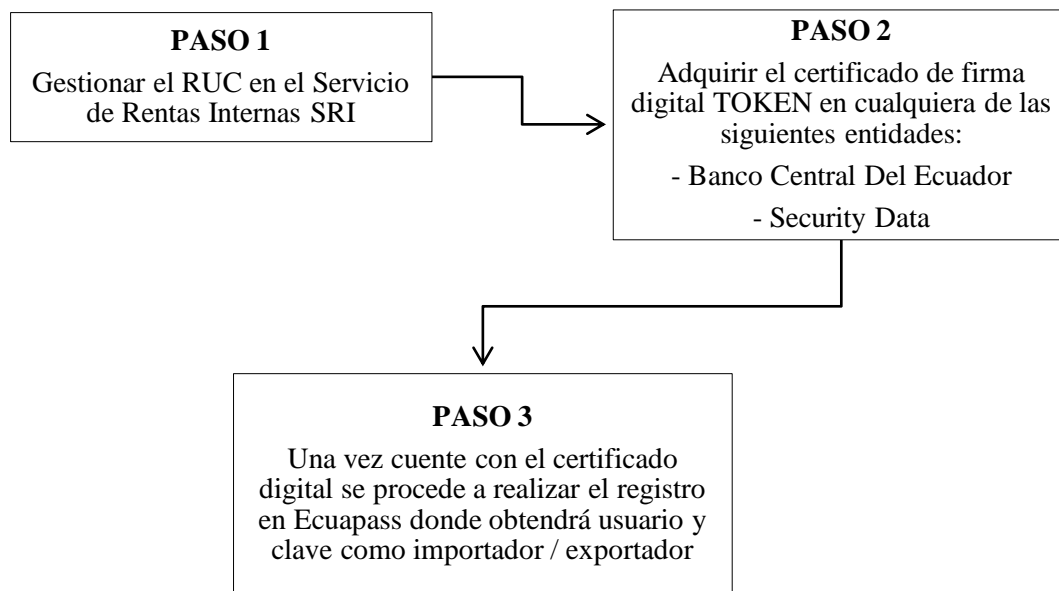 PASO 1
Gestionar el RUC en el Servicio
de Rentas Internas SRI
PASO 2
Adquirir el certificado de firma
digital TOKEN en cualquiera de las
siguientes entidades:
- Banco Central Del Ecuador
- Security Data
PASO 3
Una vez cuente con el certificado
digital se procede a realizar el registro
en Ecuapass donde obtendrá usuario y
clave como importador / exportador